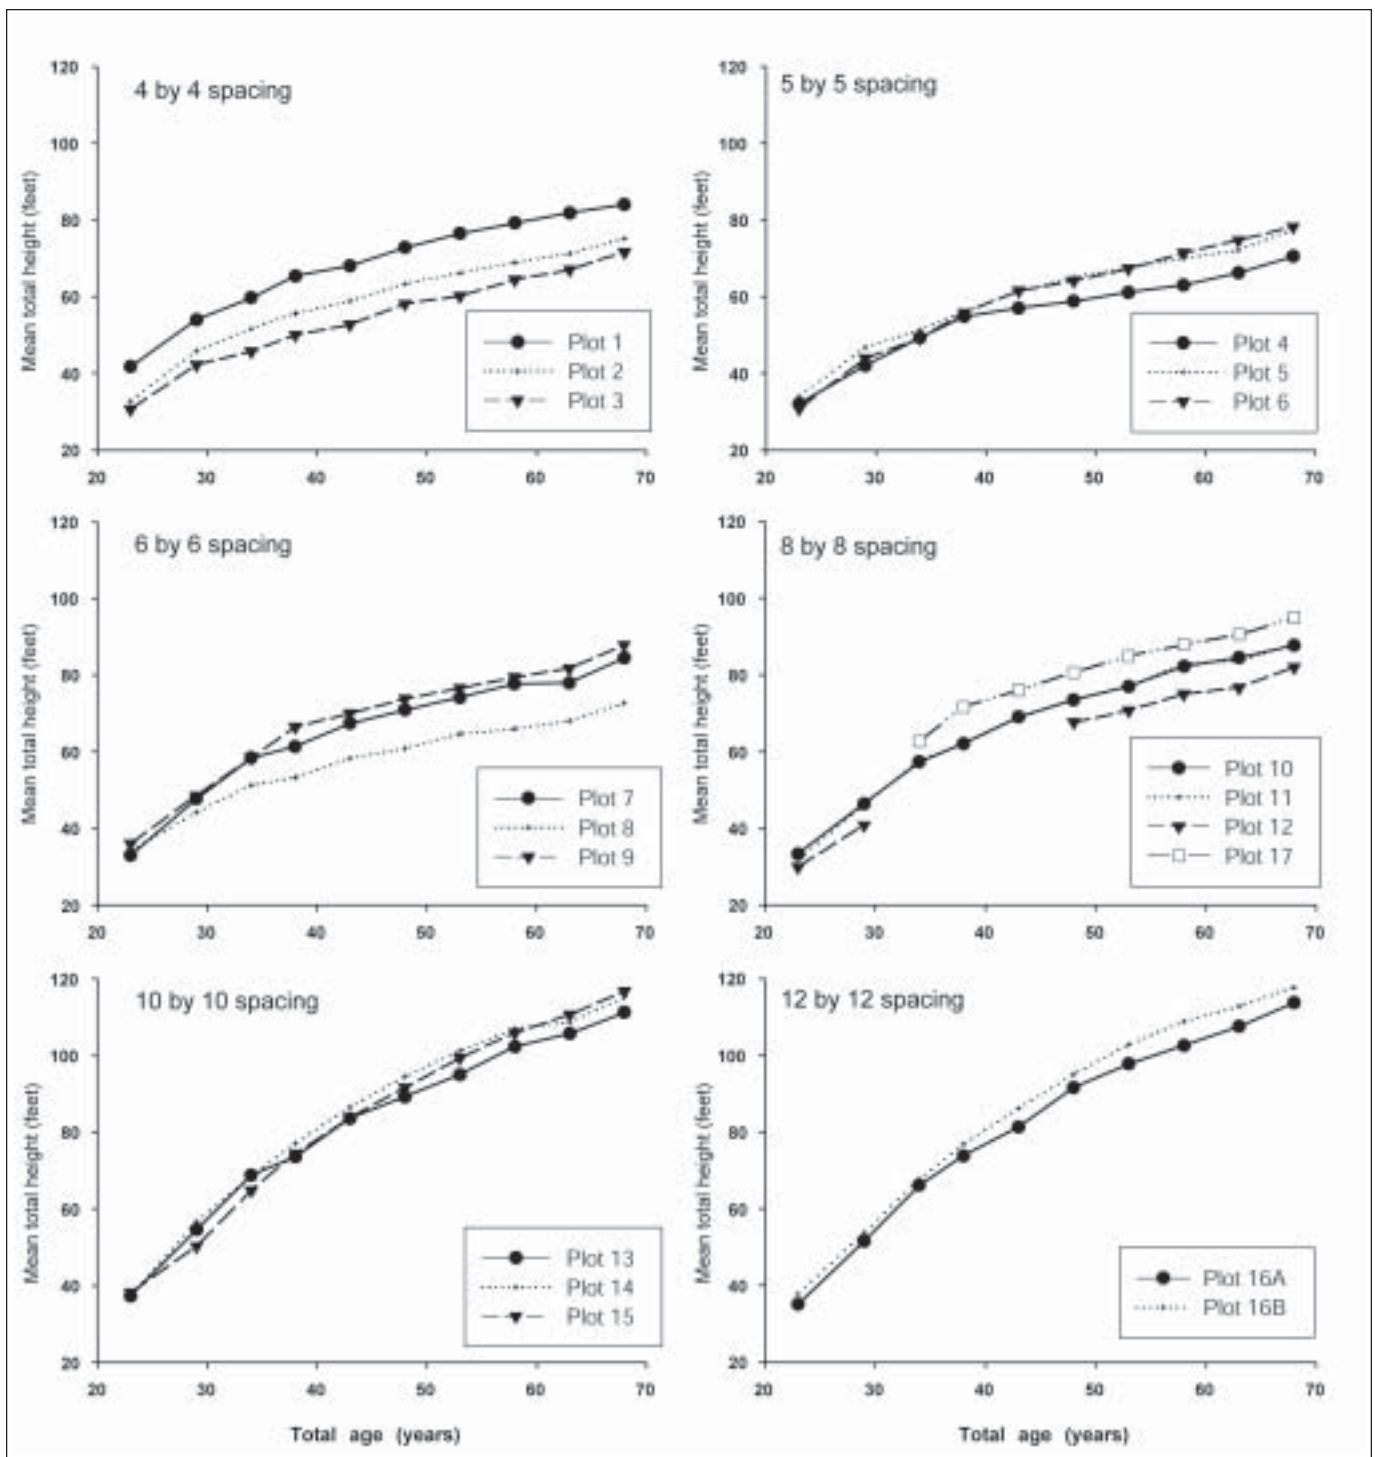 4 by 4 spacing
Mean total height (feet)
120
100
80
60
40
20
20 30 40 50 60 70
Plot 1
Plot 2
Plot 3
5 by 5 spacing
Mean total height (feet)
120
100
80
60
40
20
20 30 40 50 60 70
Plot 4
Plot 5
Plot 6
6 by 6 spacing
Mean total height (feet)
120
100
80
60
40
20
20 30 40 50 60 70
Plot 7
Plot 8
Plot 9
8 by 8 spacing
Mean total height (feet)
120
100
80
60
40
20
20 30 40 50 60 70
Plot 10
Plot 11
Plot 12
Plot 17
10 by 10 spacing
Mean total height (feet)
120
100
80
60
40
20
20 30 40 50 60 70
Plot 13
Plot 14
Plot 15
Total age (years)
12 by 12 spacing
Mean total height (feet)
120
100
80
60
40
20
20 30 40 50 60 70
Plot 16A
Plot 16B
Total age (years)